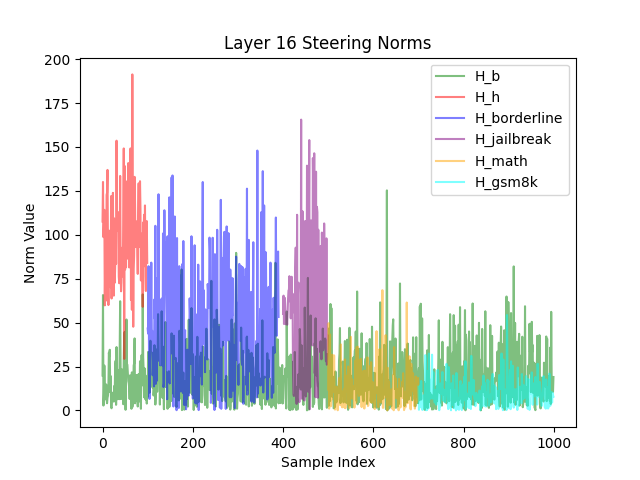 Layer 16 Steering Norms
200
175
150
125
100
75
50
25
0
Norm Value
0
200
400
600
800
1000
Sample Index
H_b
H_h
H_borderline
H_jailbreak
H_math
H_gsm8k